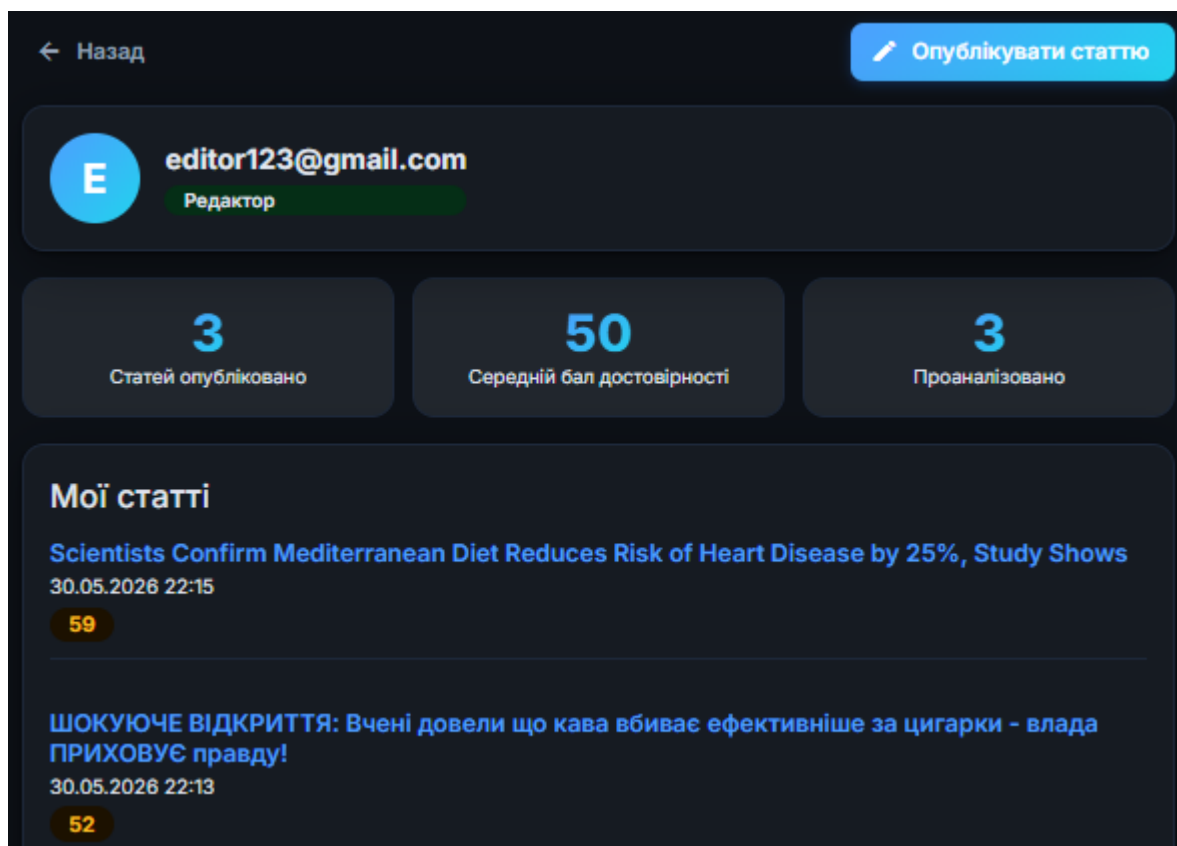 ← Назад
Опублікувати статтю
E
editor123@gmail.com
Редактор
3
Статей опубліковано
50
Середній бал достовірності
3
Проаналізовано
Мої статті
Scientists Confirm Mediterranean Diet Reduces Risk of Heart Disease by 25%, Study Shows
30.05.2026 22:15
59
ШОКУЮЧЕ ВІДКРИТТЯ: Вчені довели що кава вбиває ефективніше за цигарки - влада
ПРИХОВУЄ правду!
30.05.2026 22:13
52